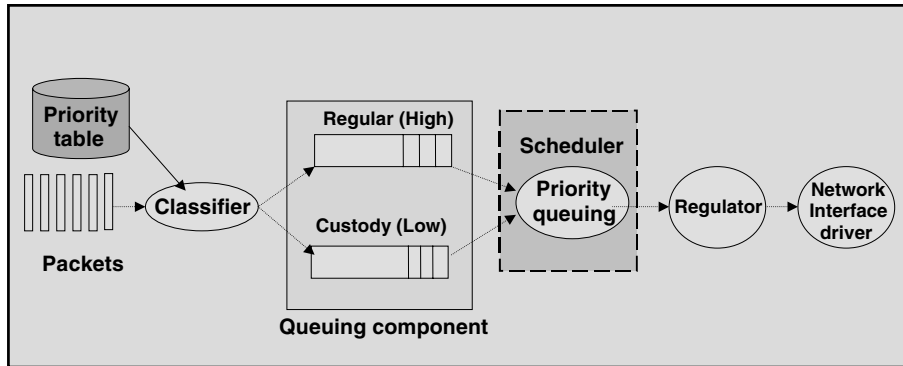 Priority
table
Packets
Classifier
Regular (High)
Custody (Low)
Queuing component
Scheduler
Priority
queuing
Regulator
Network
Interface
driver